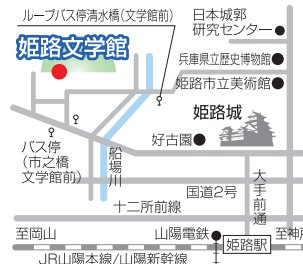 ループバス停清水橋(文学館前)
日本城郭
研究センター
姫路文学館
兵庫県立歴史博物館
姫路市立美術館
姫路城
好古園
バス停
(市之橋
文学館前)
船場川
大手前通
国道2号
十二所前線
至岡山
山陽電鉄
至神
姫路駅
JR山陽本線/山陽新幹線